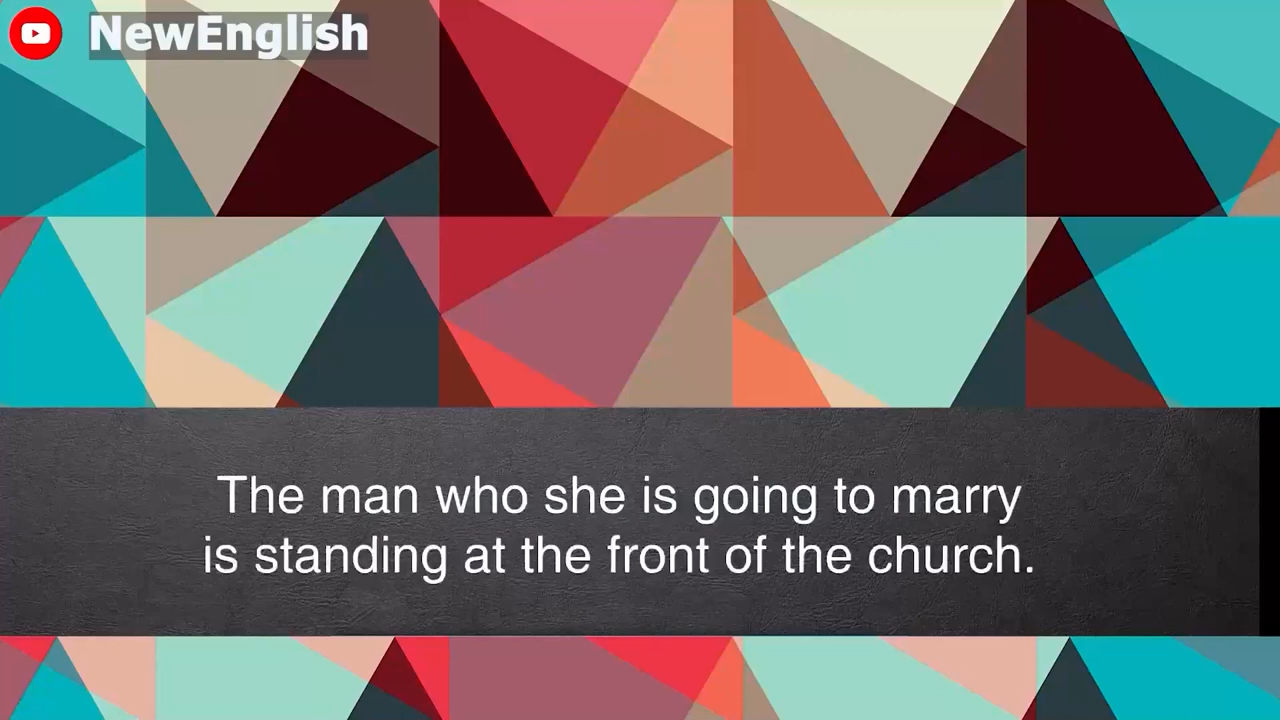 NewEnglish
The man who she is going to marry
is standing at the front of the church.